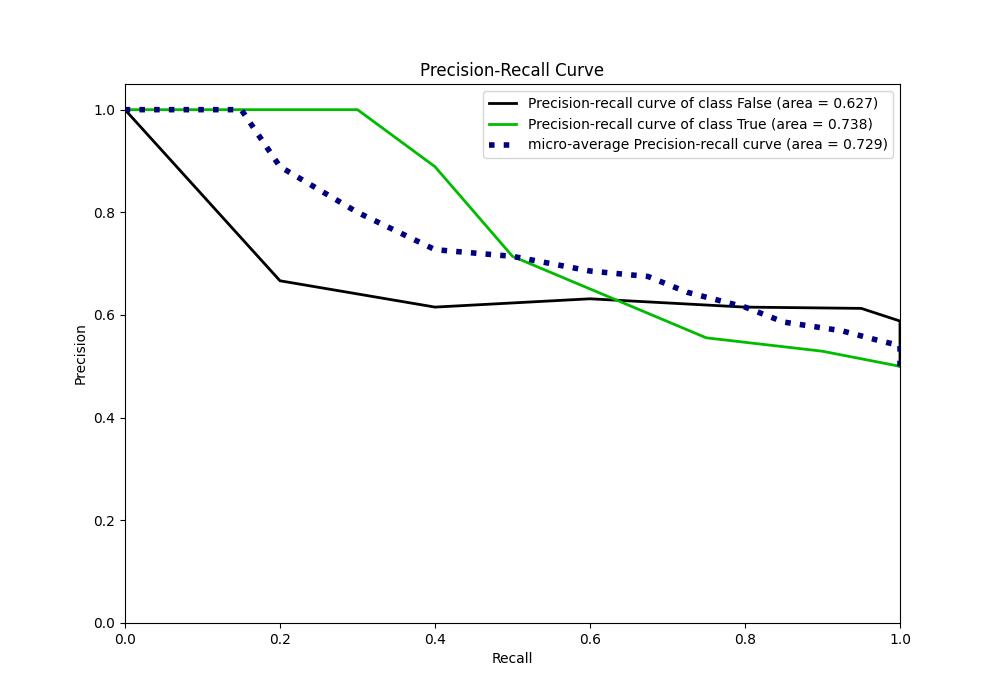 Precision-Recall Curve
Precision-recall curve of class False (area = 0.627)
Precision-recall curve of class True (area = 0.738)
micro-average Precision-recall curve (area = 0.729)
1.0
0.8
0.6
0.4
0.2
0.0
Precision
0.0 0.2 0.4 0.6 0.8 1.0
Recall